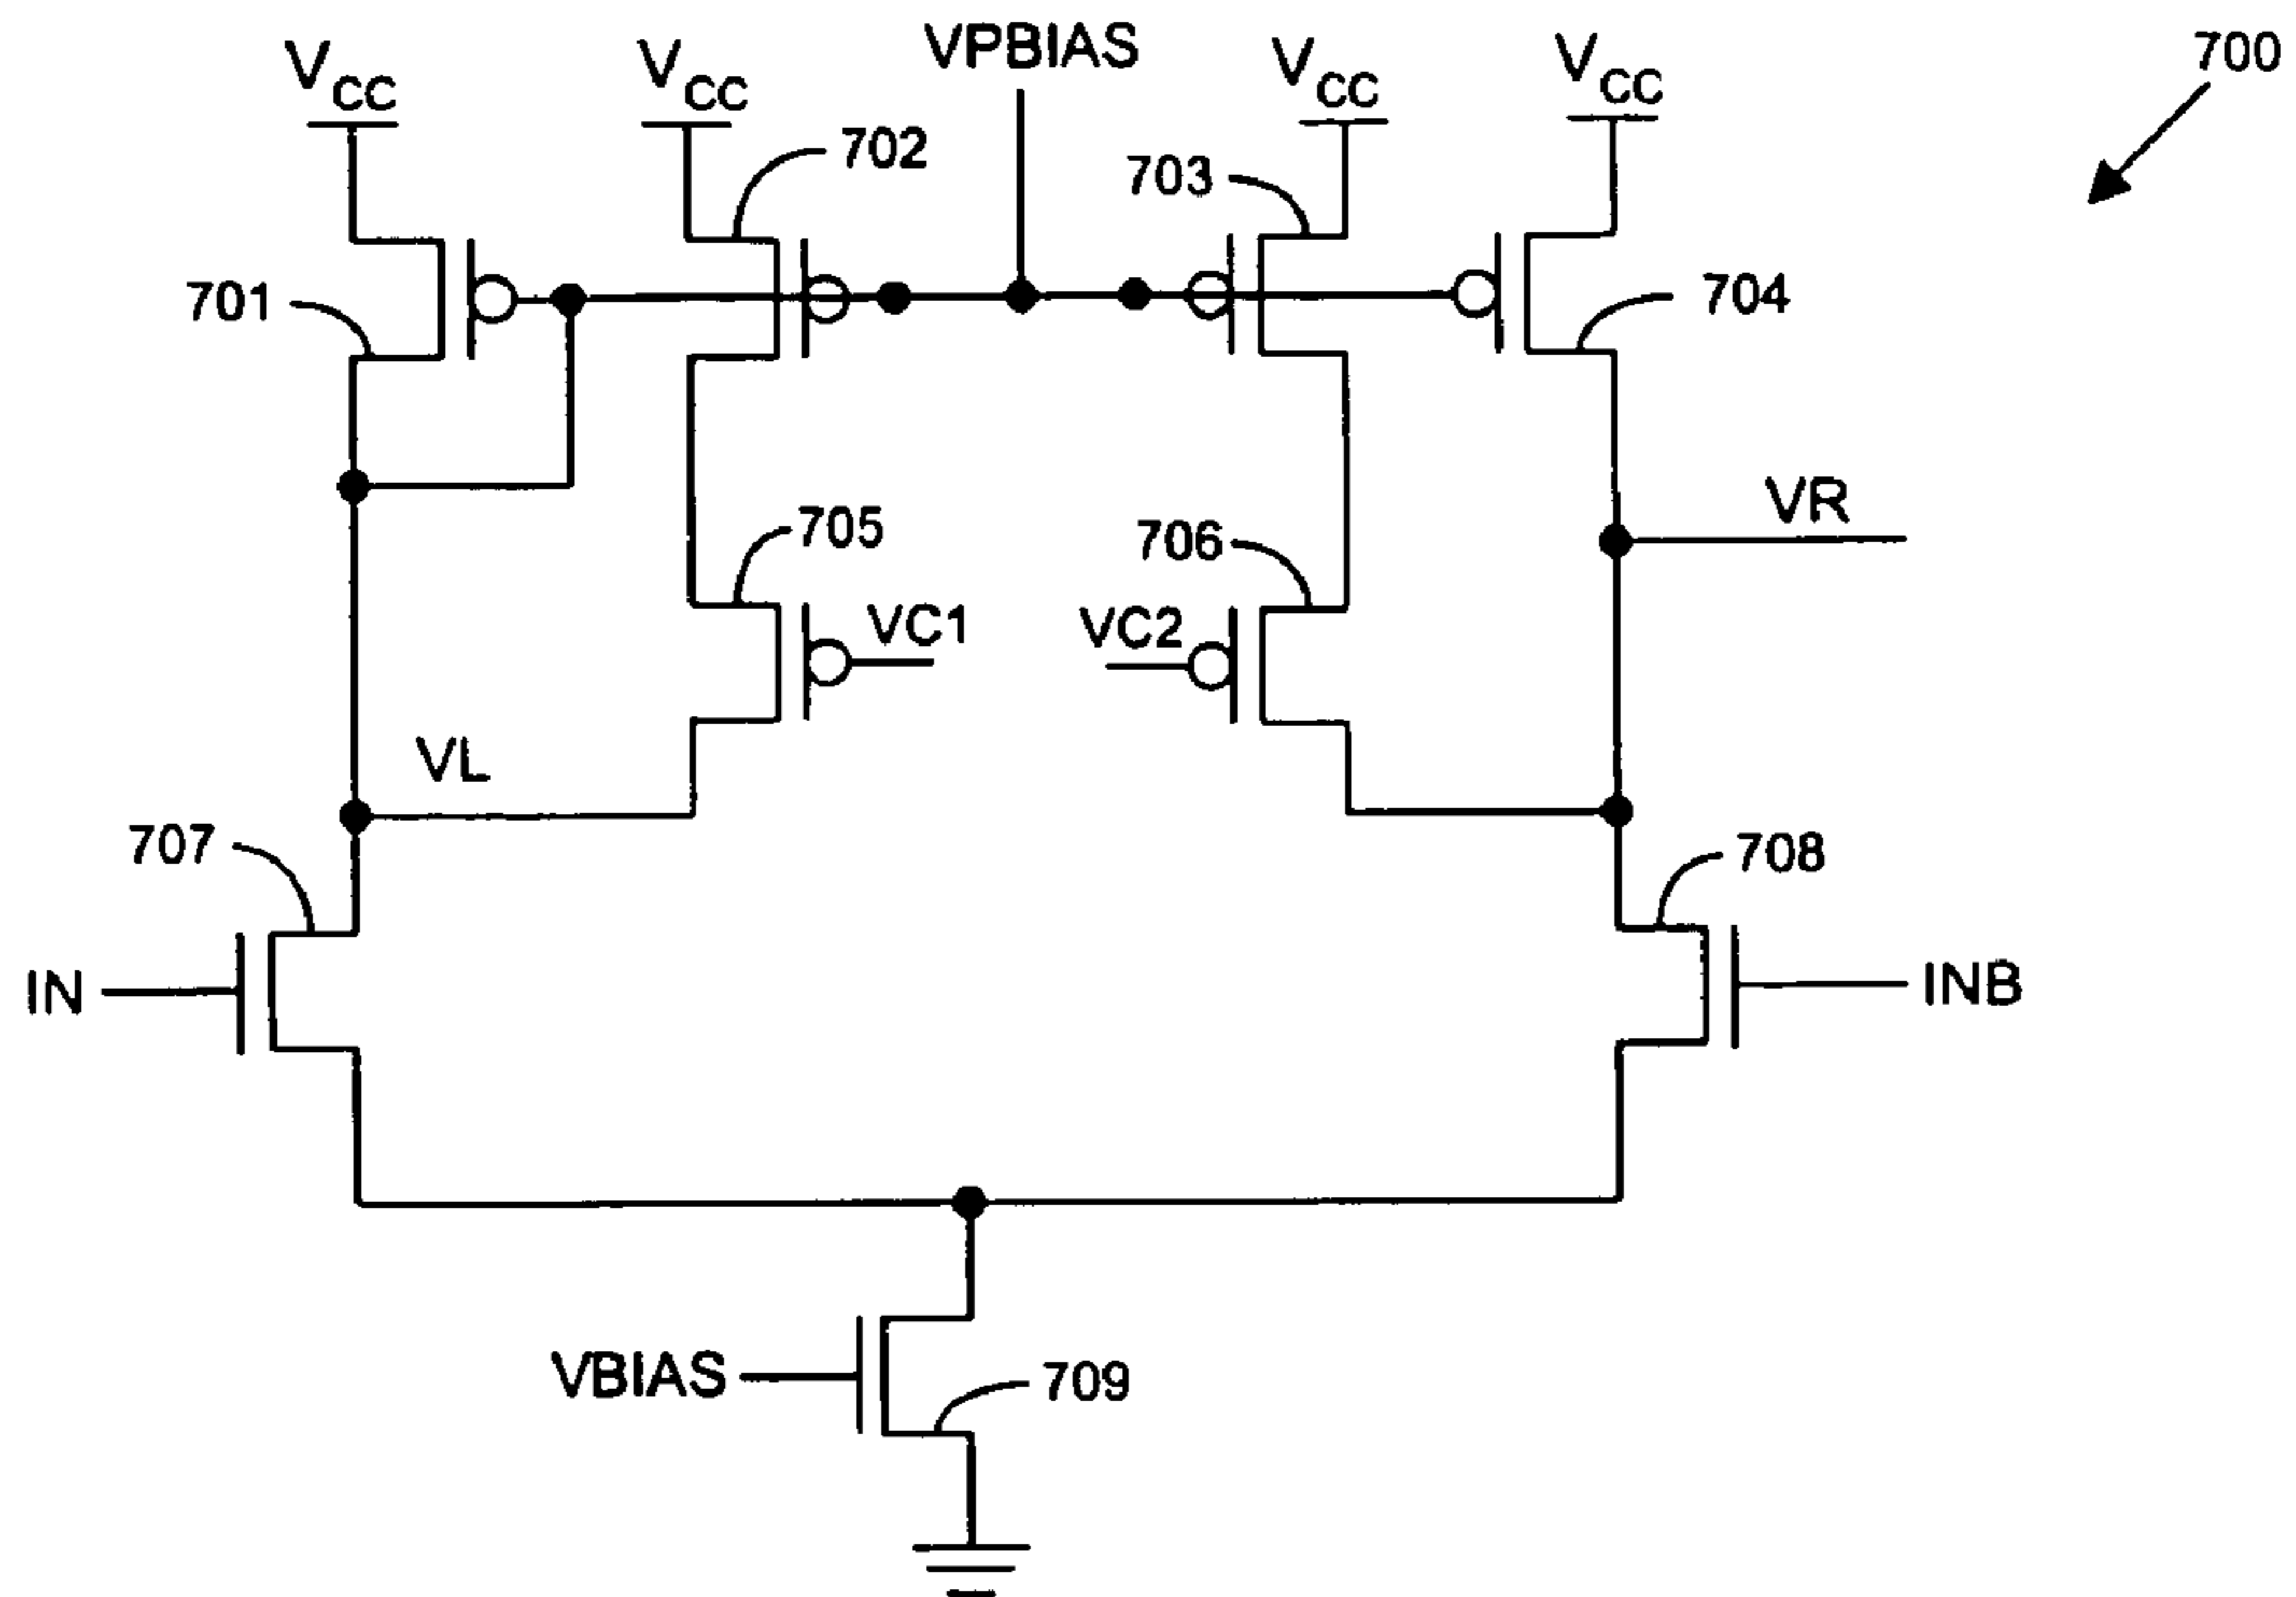 VCC
VCC
VPBIAS
VCC
VCC
700
702
703
701
704
VR
705
706
VC1
VC2
VL
707
708
IN
INB
VBIAS
709